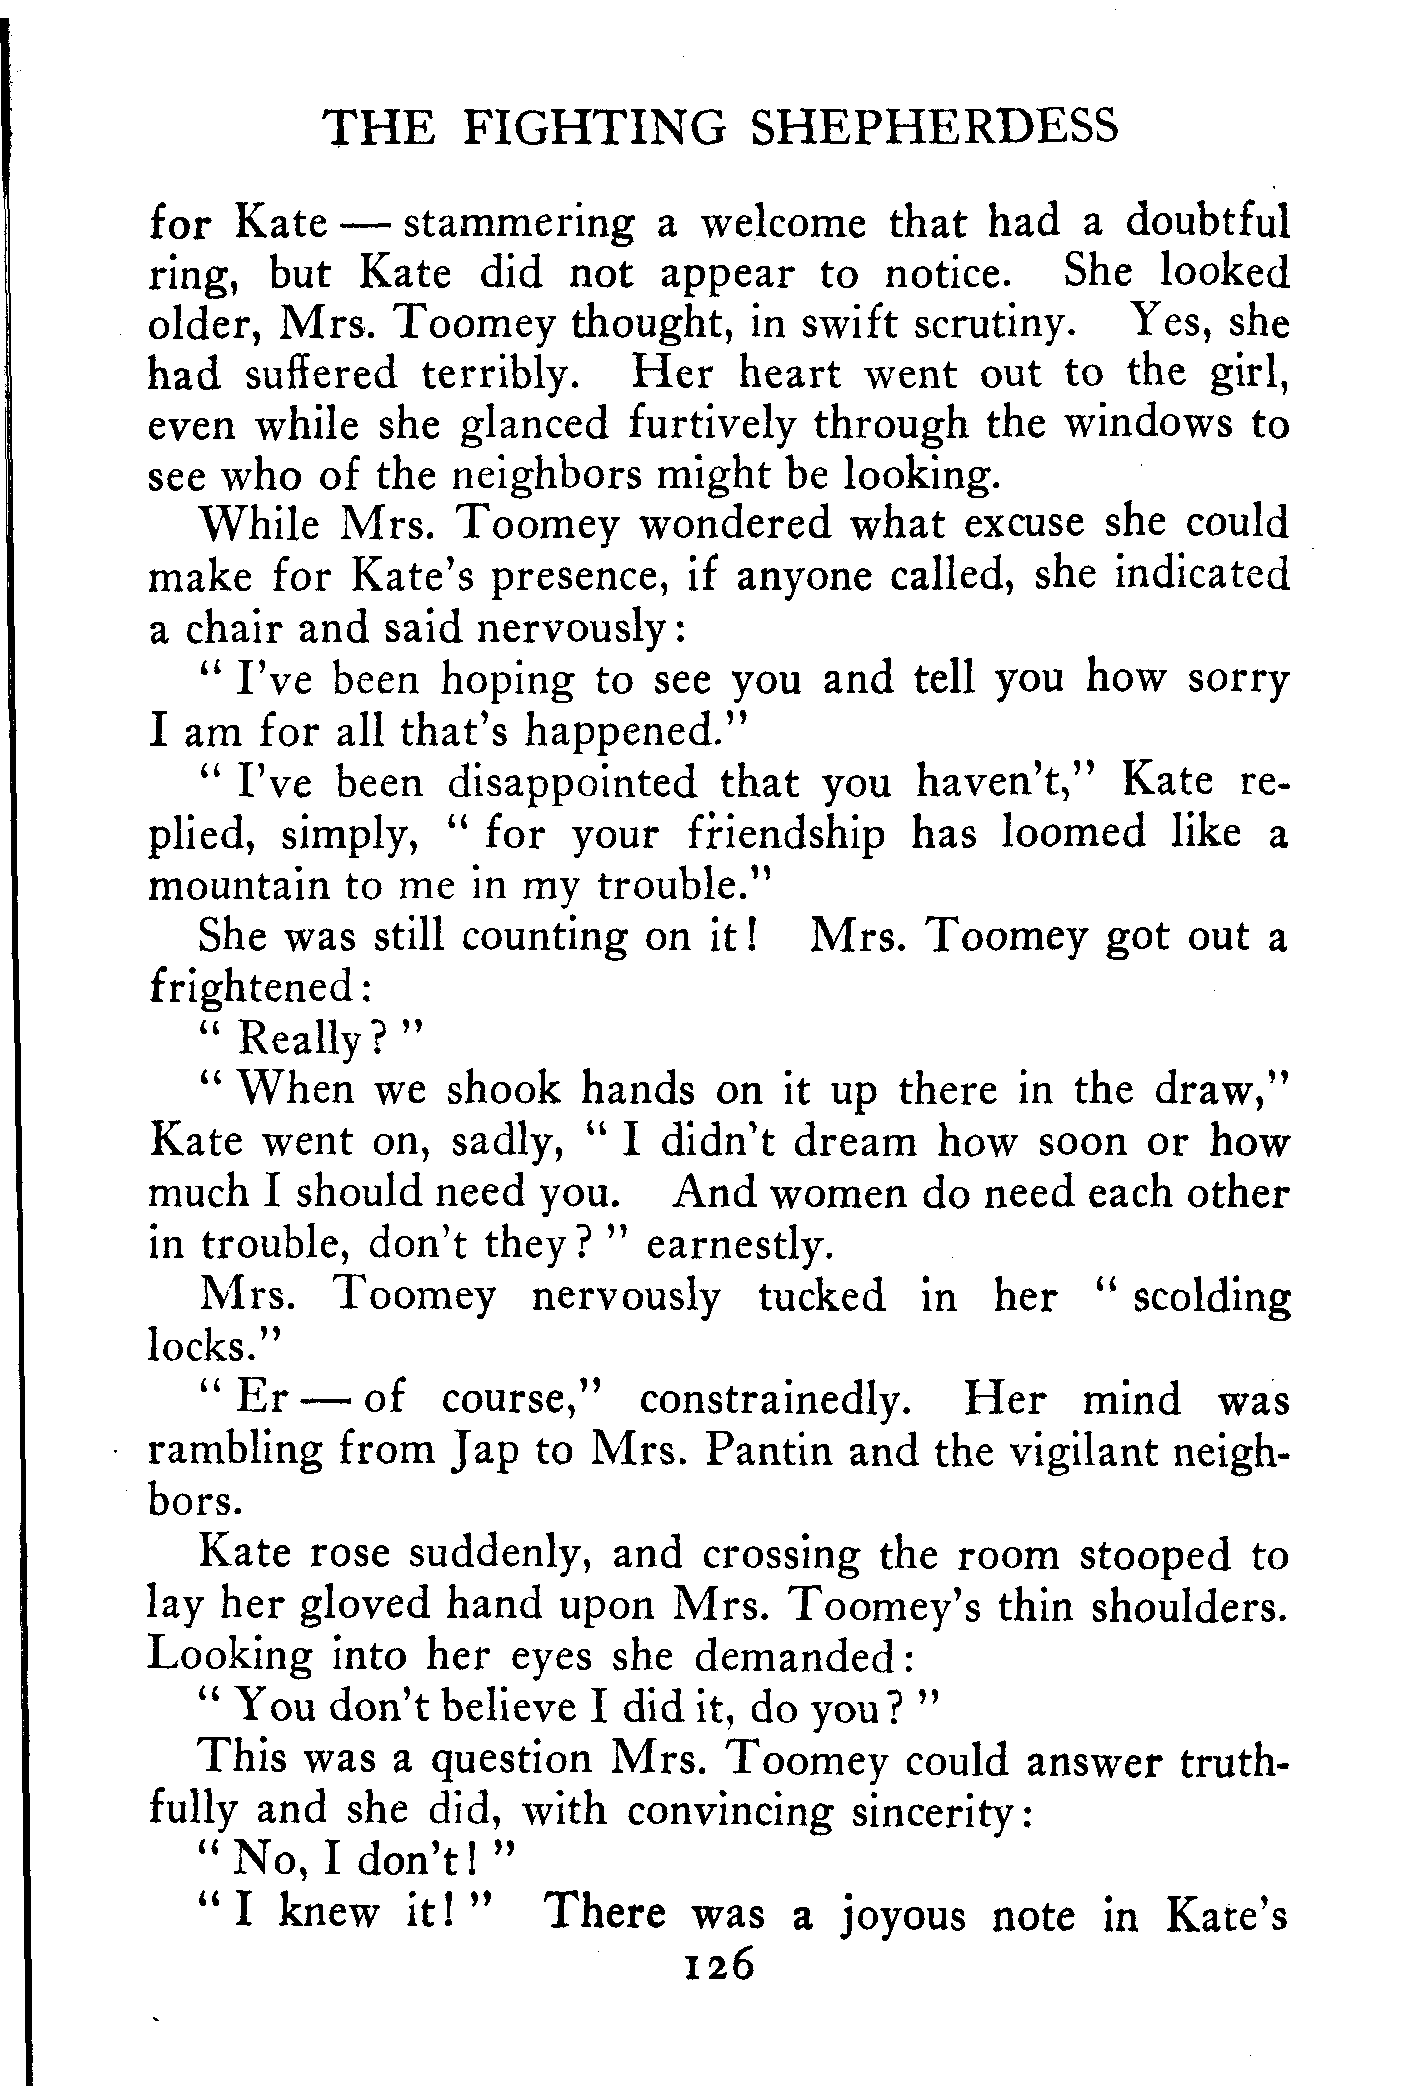 THE FIGHTING SHEPHERDESS
for Kate — stammering a welcome that had a doubtful
ring, but Kate did not appear to notice. She looked
older, Mrs. Toomey thought, in swift scrutiny. Yes, she
had suffered terribly. Her heart went out to the girl,
even while she glanced furtively through the windows to
see who of the neighbors might be looking.
While Mrs. Toomey wondered what excuse she could
make for Kate's presence, if anyone called, she indicated
a chair and said nervously:
" I've been hoping to see you and tell you how sorry
I am for all that's happened."
" I've been disappointed that you haven't," Kate re-
plied, simply, " for your friendship has loomed like a
mountain to me in my trouble."
She was still counting on it! Mrs. Toomey got out a
frightened:
" Really? "
" When we shook hands on it up there in the draw,"
Kate went on, sadly, " I didn't dream how soon or how
much I should need you. And women do need each other
in trouble, don't they? " earnestly.
Mrs. Toomey nervously tucked in her " scolding
locks."
" Er — of course," constrainedly. Her mind was
rambling from Jap to Mrs. Pantin and the vigilant neigh-
bors.
Kate rose suddenly, and crossing the room stooped to
lay her gloved hand upon Mrs. Toomey's thin shoulders.
Looking into her eyes she demanded:
" You don't believe I did it, do you? "
This was a question Mrs. Toomey could answer truth-
fully and she did, with convincing sincerity:
" No, I don't! "
" I knew it! " There was a joyous note in Kate's
126